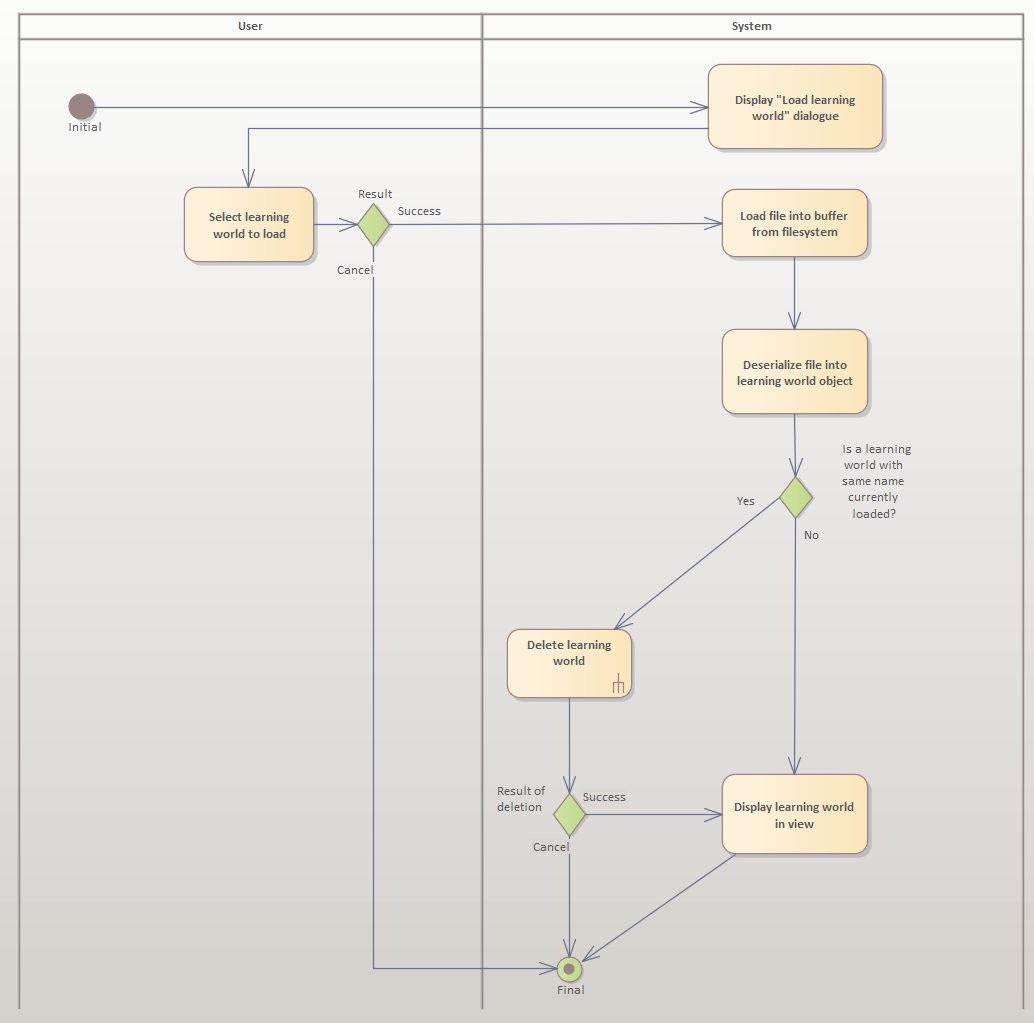 User
System
Display "Load learning
world" dialogue
Initial
Result
Success
Select learning
world to load
Load file into buffer
from filesystem
Cancel
Deserialize file into
learning world object
Is a learning
world with
same name
currently
loaded?
Yes
No
Delete learning
world
Result of
deletion
Success
Display learning world
in view
Cancel
Final